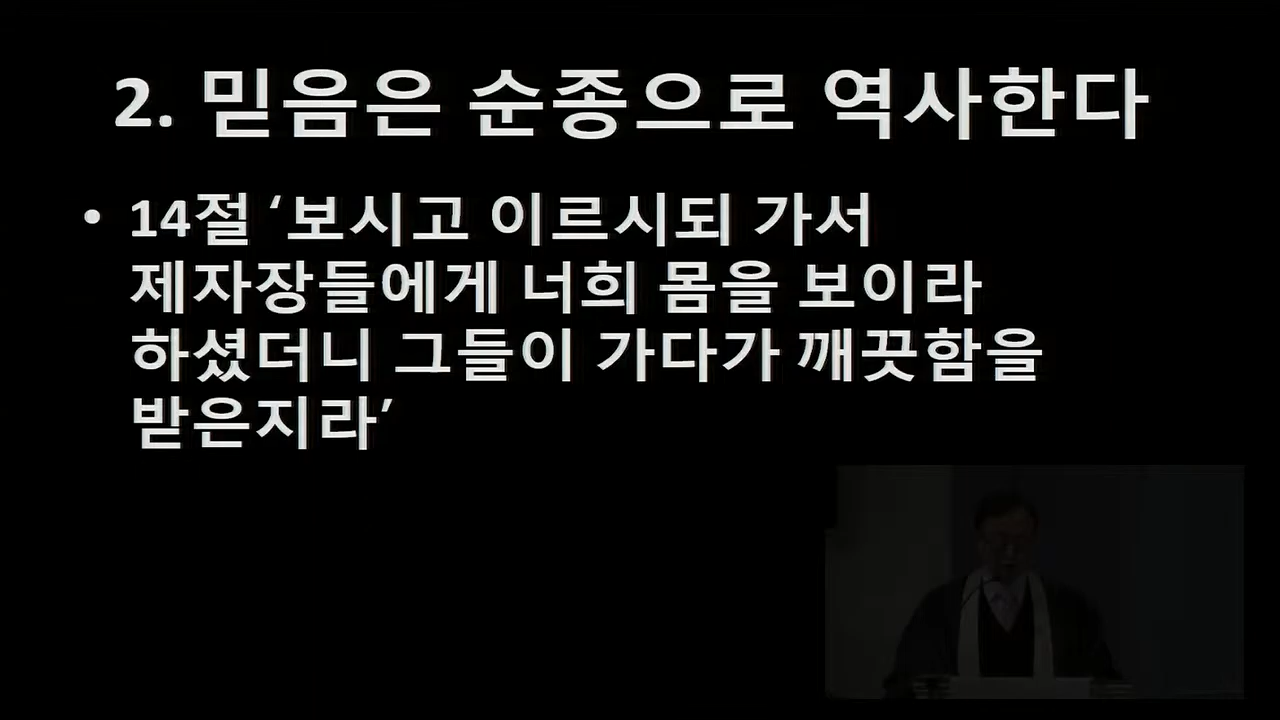 2. 믿음은 순종으로 역사한다
• 14절 ‘보시고 이르시되 가서
제자장들에게 너희 몸을 보이라
하셨더니 그들이 가다가 깨끗함을
받은지라’